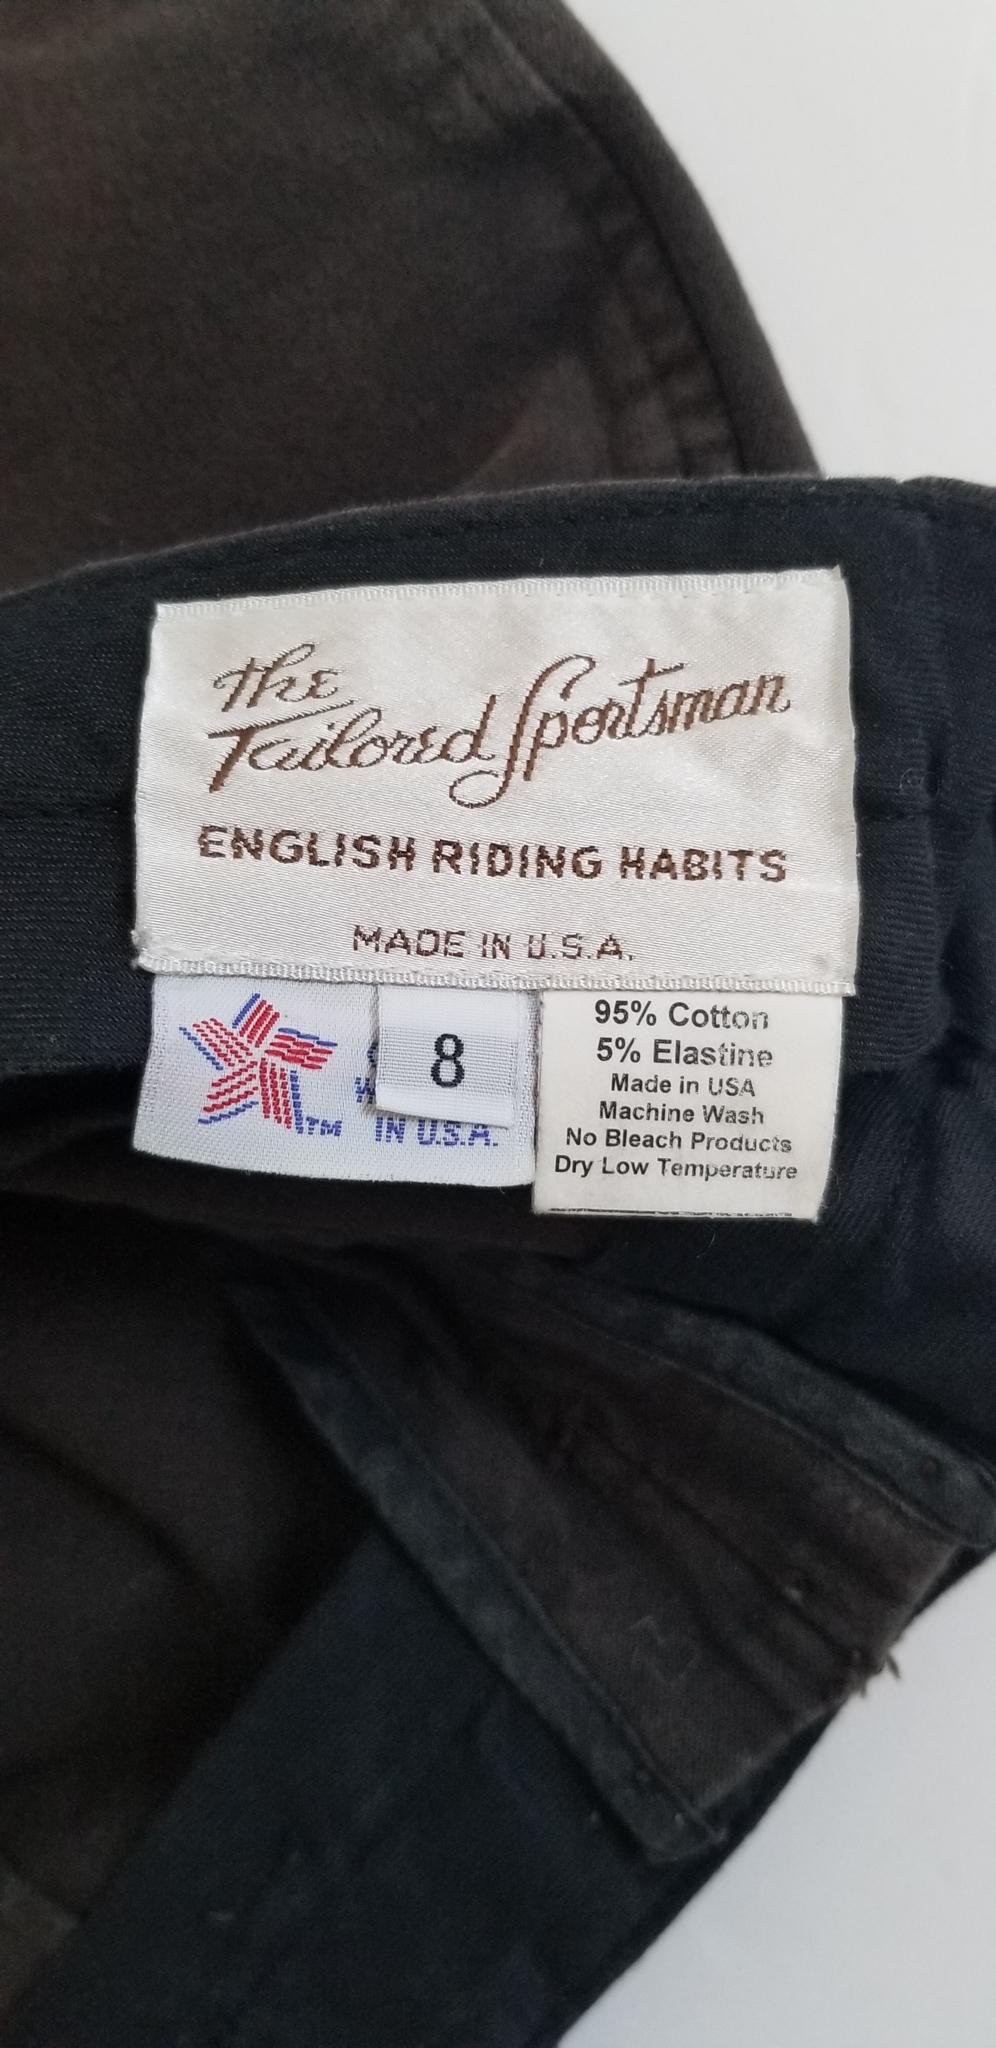 The
Tailored Sportsman
ENGLISH RIDING HABITS
MADE IN U.S.A.
TM
IN U.S.A.
8
95% Cotton
5% Elastine
Made in USA
Machine Wash
No Bleach Products
Dry Low Temperature